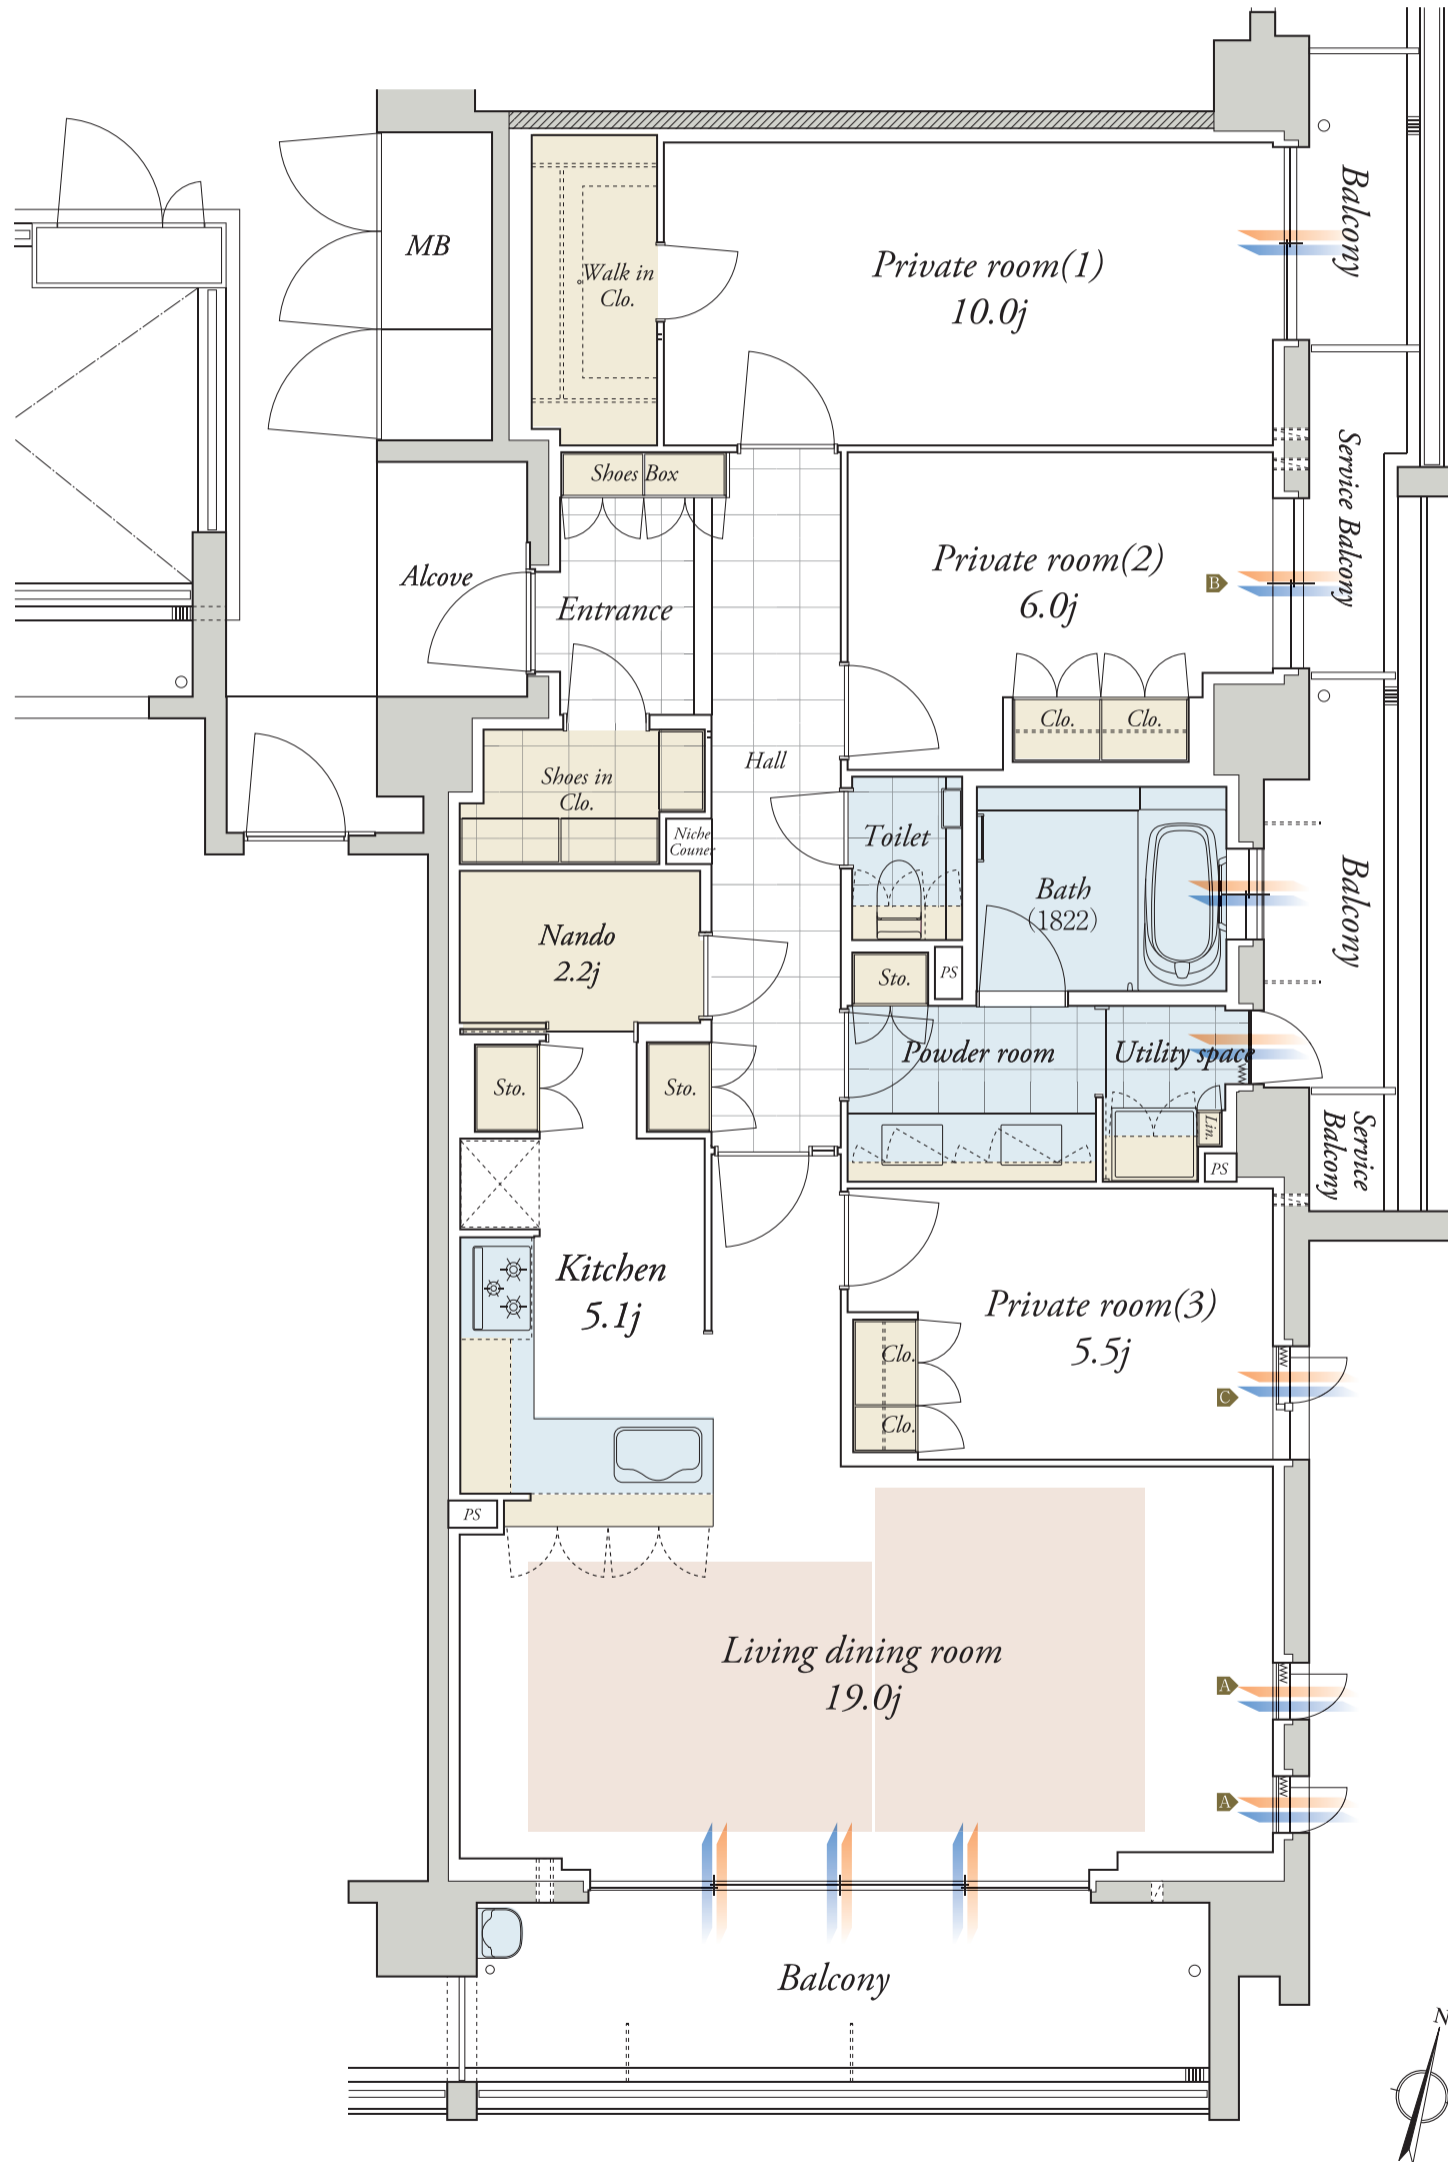 Balcony
MB
Walk in
Clo.
Private room(1)
10.0j
Service Balcony
Shoes Box
Alcove
Entrance
Private room(2)
6.0j
B
Clo.
Clo.
Hall
Shoes in
Clo.
Niche
Couner
Toilet
Bath
(1822)
Balcony
Nando
2.2j
Sto.
PS
Powder room
Utility space
Sto.
Sto.
Lin.
PS
Service
Balcony
Kitchen
5.1j
Private room(3)
5.5j
Clo.
Clo.
C
PS
Living dining room
19.0j
A
A
Balcony
N